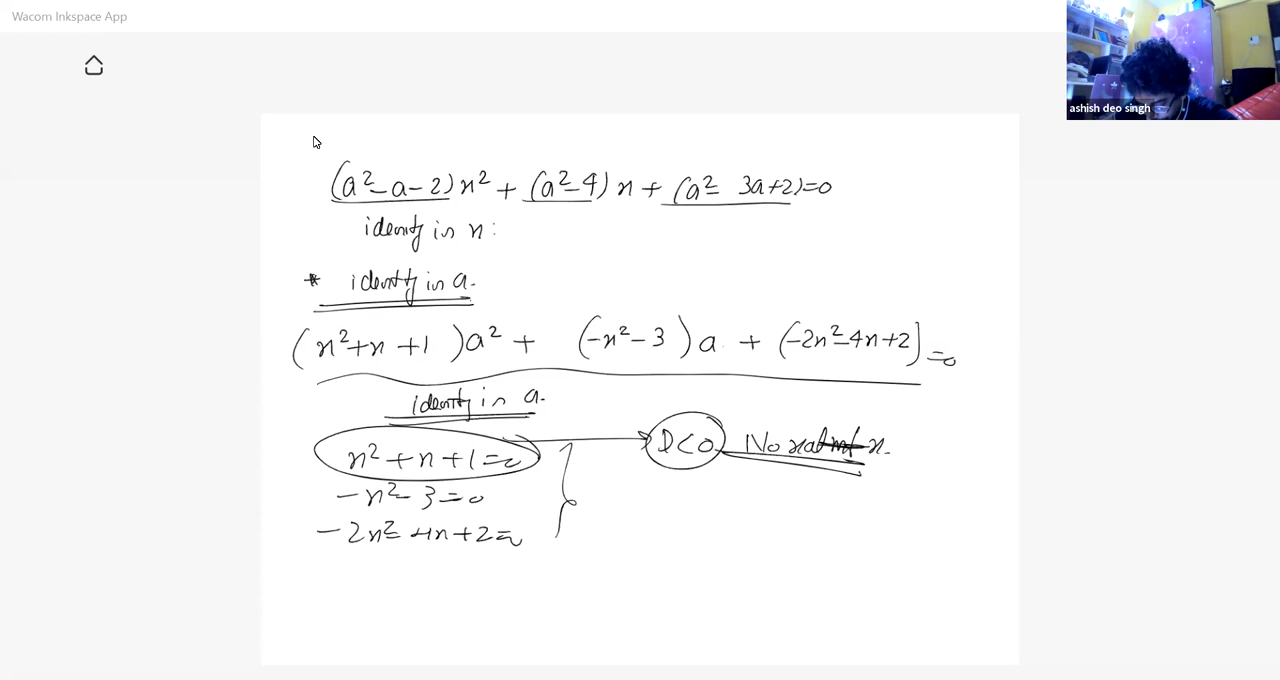 Wacom Inkspace App
ashish deo singh
(a²-a-2)x²+(a²-4)x+(a²-3a+2)=0
identity in x:
* identity in a.
(x²+x+1)a²+(-x²-3)a+(-2x²-4x+2]=0
identity in a.
x²+x+1=0 → D<0 No x.
-x²-3=0
-2x²-4x+2=0